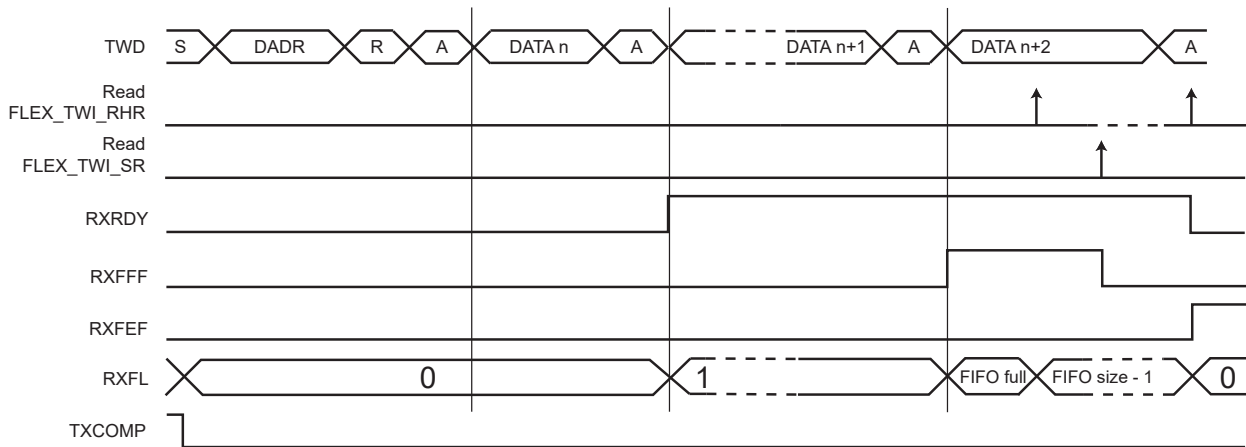 TWD S DADR R A DATA n A DATA n+1 A DATA n+2 A
Read
FLEX_TWI_RHR
Read
FLEX_TWI_SR
RXRDY
RXFFF
RXFEF
RXFL 0 1 FIFO full FIFO size - 1 0
TXCOMP